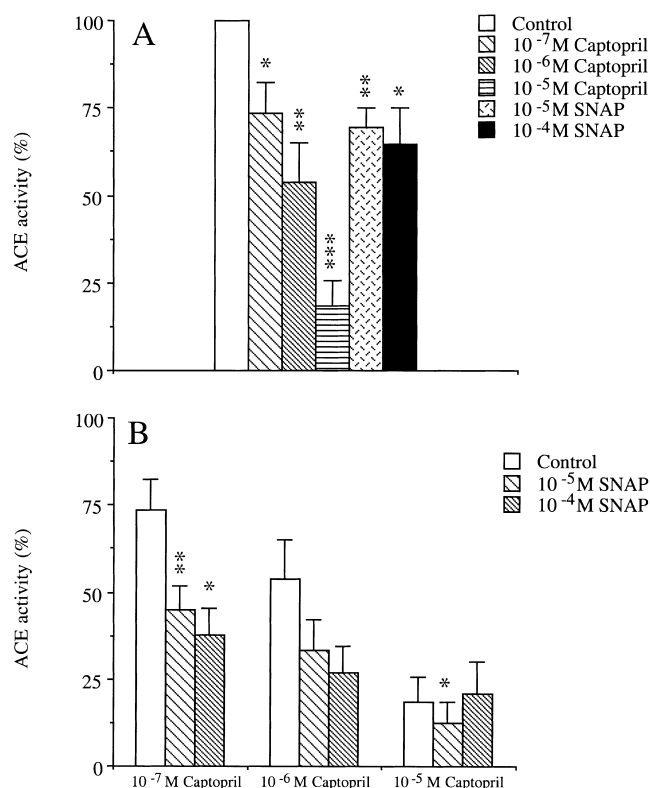 A
ACE activity (%)
100
75
50
25
0
*
**
***
**
*
Control
10 -7 M Captopril
10 -6 M Captopril
10 -5 M Captopril
10 -5 M SNAP
10 -4 M SNAP
B
ACE activity (%)
100
75
50
25
0
**
*
*
Control
10 -5 M SNAP
10 -4 M SNAP
10 -7 M Captopril
10 -6 M Captopril
10 -5 M Captopril